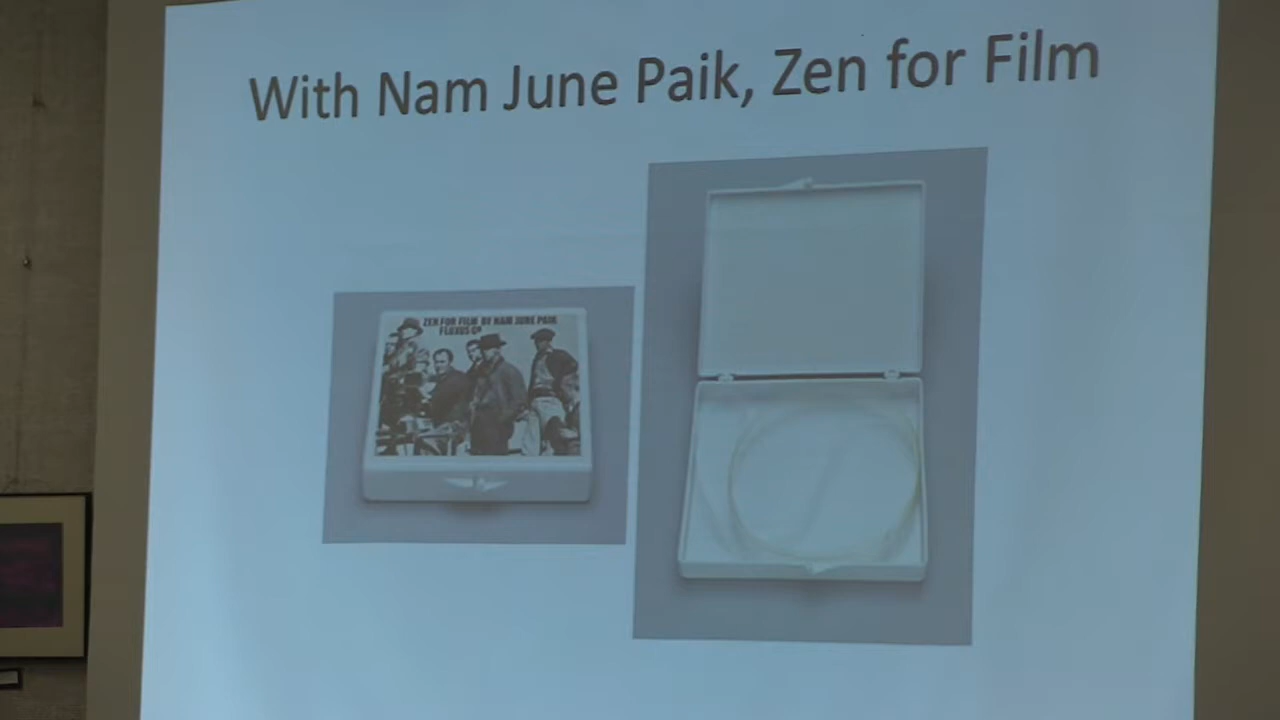 With Nam June Paik, Zen for Film
ZEN FOR FILM BY NAM JUNE PAIK
FLUXUS